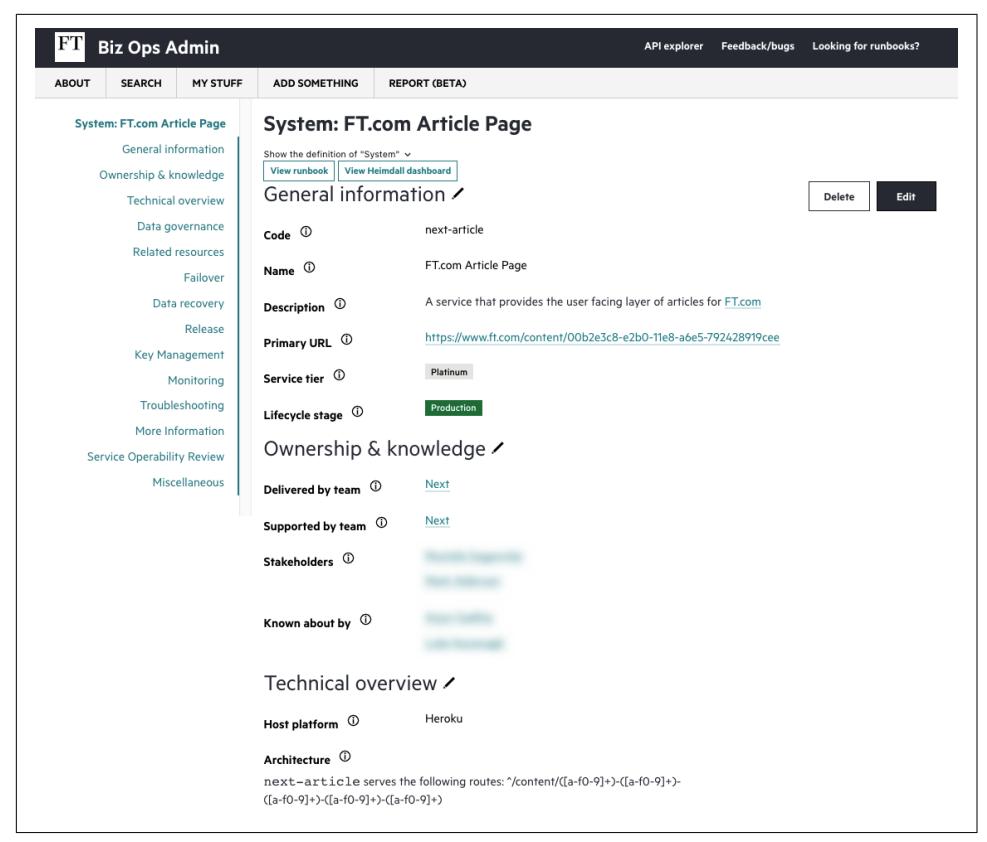 FT Biz Ops Admin API explorer Feedback/bugs Looking for runbooks?
ABOUT SEARCH MY STUFF ADD SOMETHING REPORT (BETA)
System: FT.com Article Page
General information
Ownership & knowledge
Technical overview
Data governance
Related resources
Failover
Data recovery
Release
Key Management
Monitoring
Troubleshooting
More Information
Service Operability Review
Miscellaneous
System: FT.com Article Page
Show the definition of "System"
View runbook View Heimdall dashboard
General information
Delete Edit
Code next-article
Name FT.com Article Page
Description A service that provides the user facing layer of articles for FT.com
Primary URL https://www.ft.com/content/00b2e3c8-e2b0-11e8-a6e5-792428919cee
Service tier Platinum
Lifecycle stage Production
Ownership & knowledge
Delivered by team Next
Supported by team Next
Stakeholders
Known about by
Technical overview
Host platform Heroku
Architecture
next-article serves the following routes: ^/content/([a-f0-9]+)-([a-f0-9]+)-
([a-f0-9]+)-([a-f0-9]+)-([a-f0-9]+)